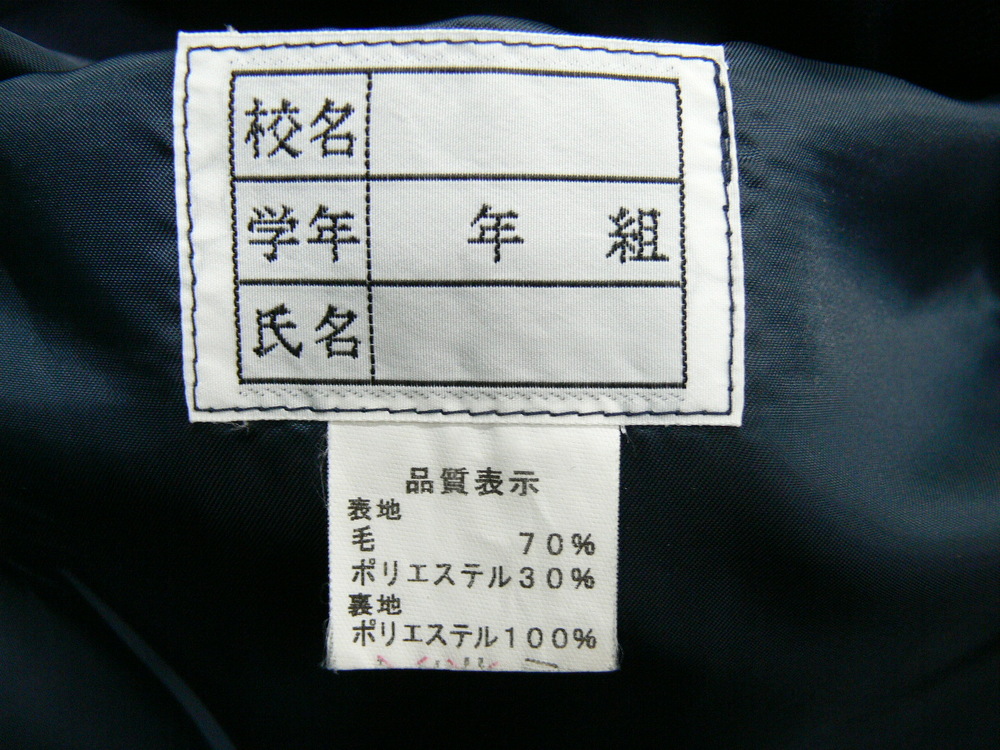 校名
学年 年 組
氏名
品質表示
表地
毛 70%
ポリエステル30%
裏地
ポリエステル100%